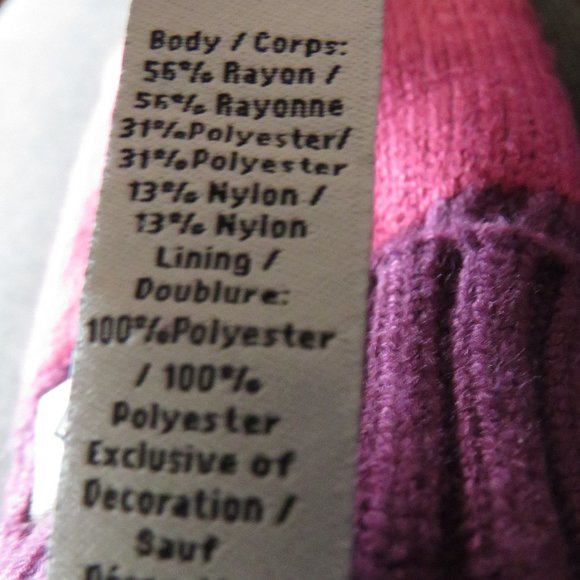 Body / Corps:
56% Rayon /
56% Rayonne
31%Polyester/
31%Polyester
13% Nylon /
13% Nylon
Lining /
Doublure:
100%Polyester
/ 100%
Polyester
Exclusive of
Decoration /
Sauf